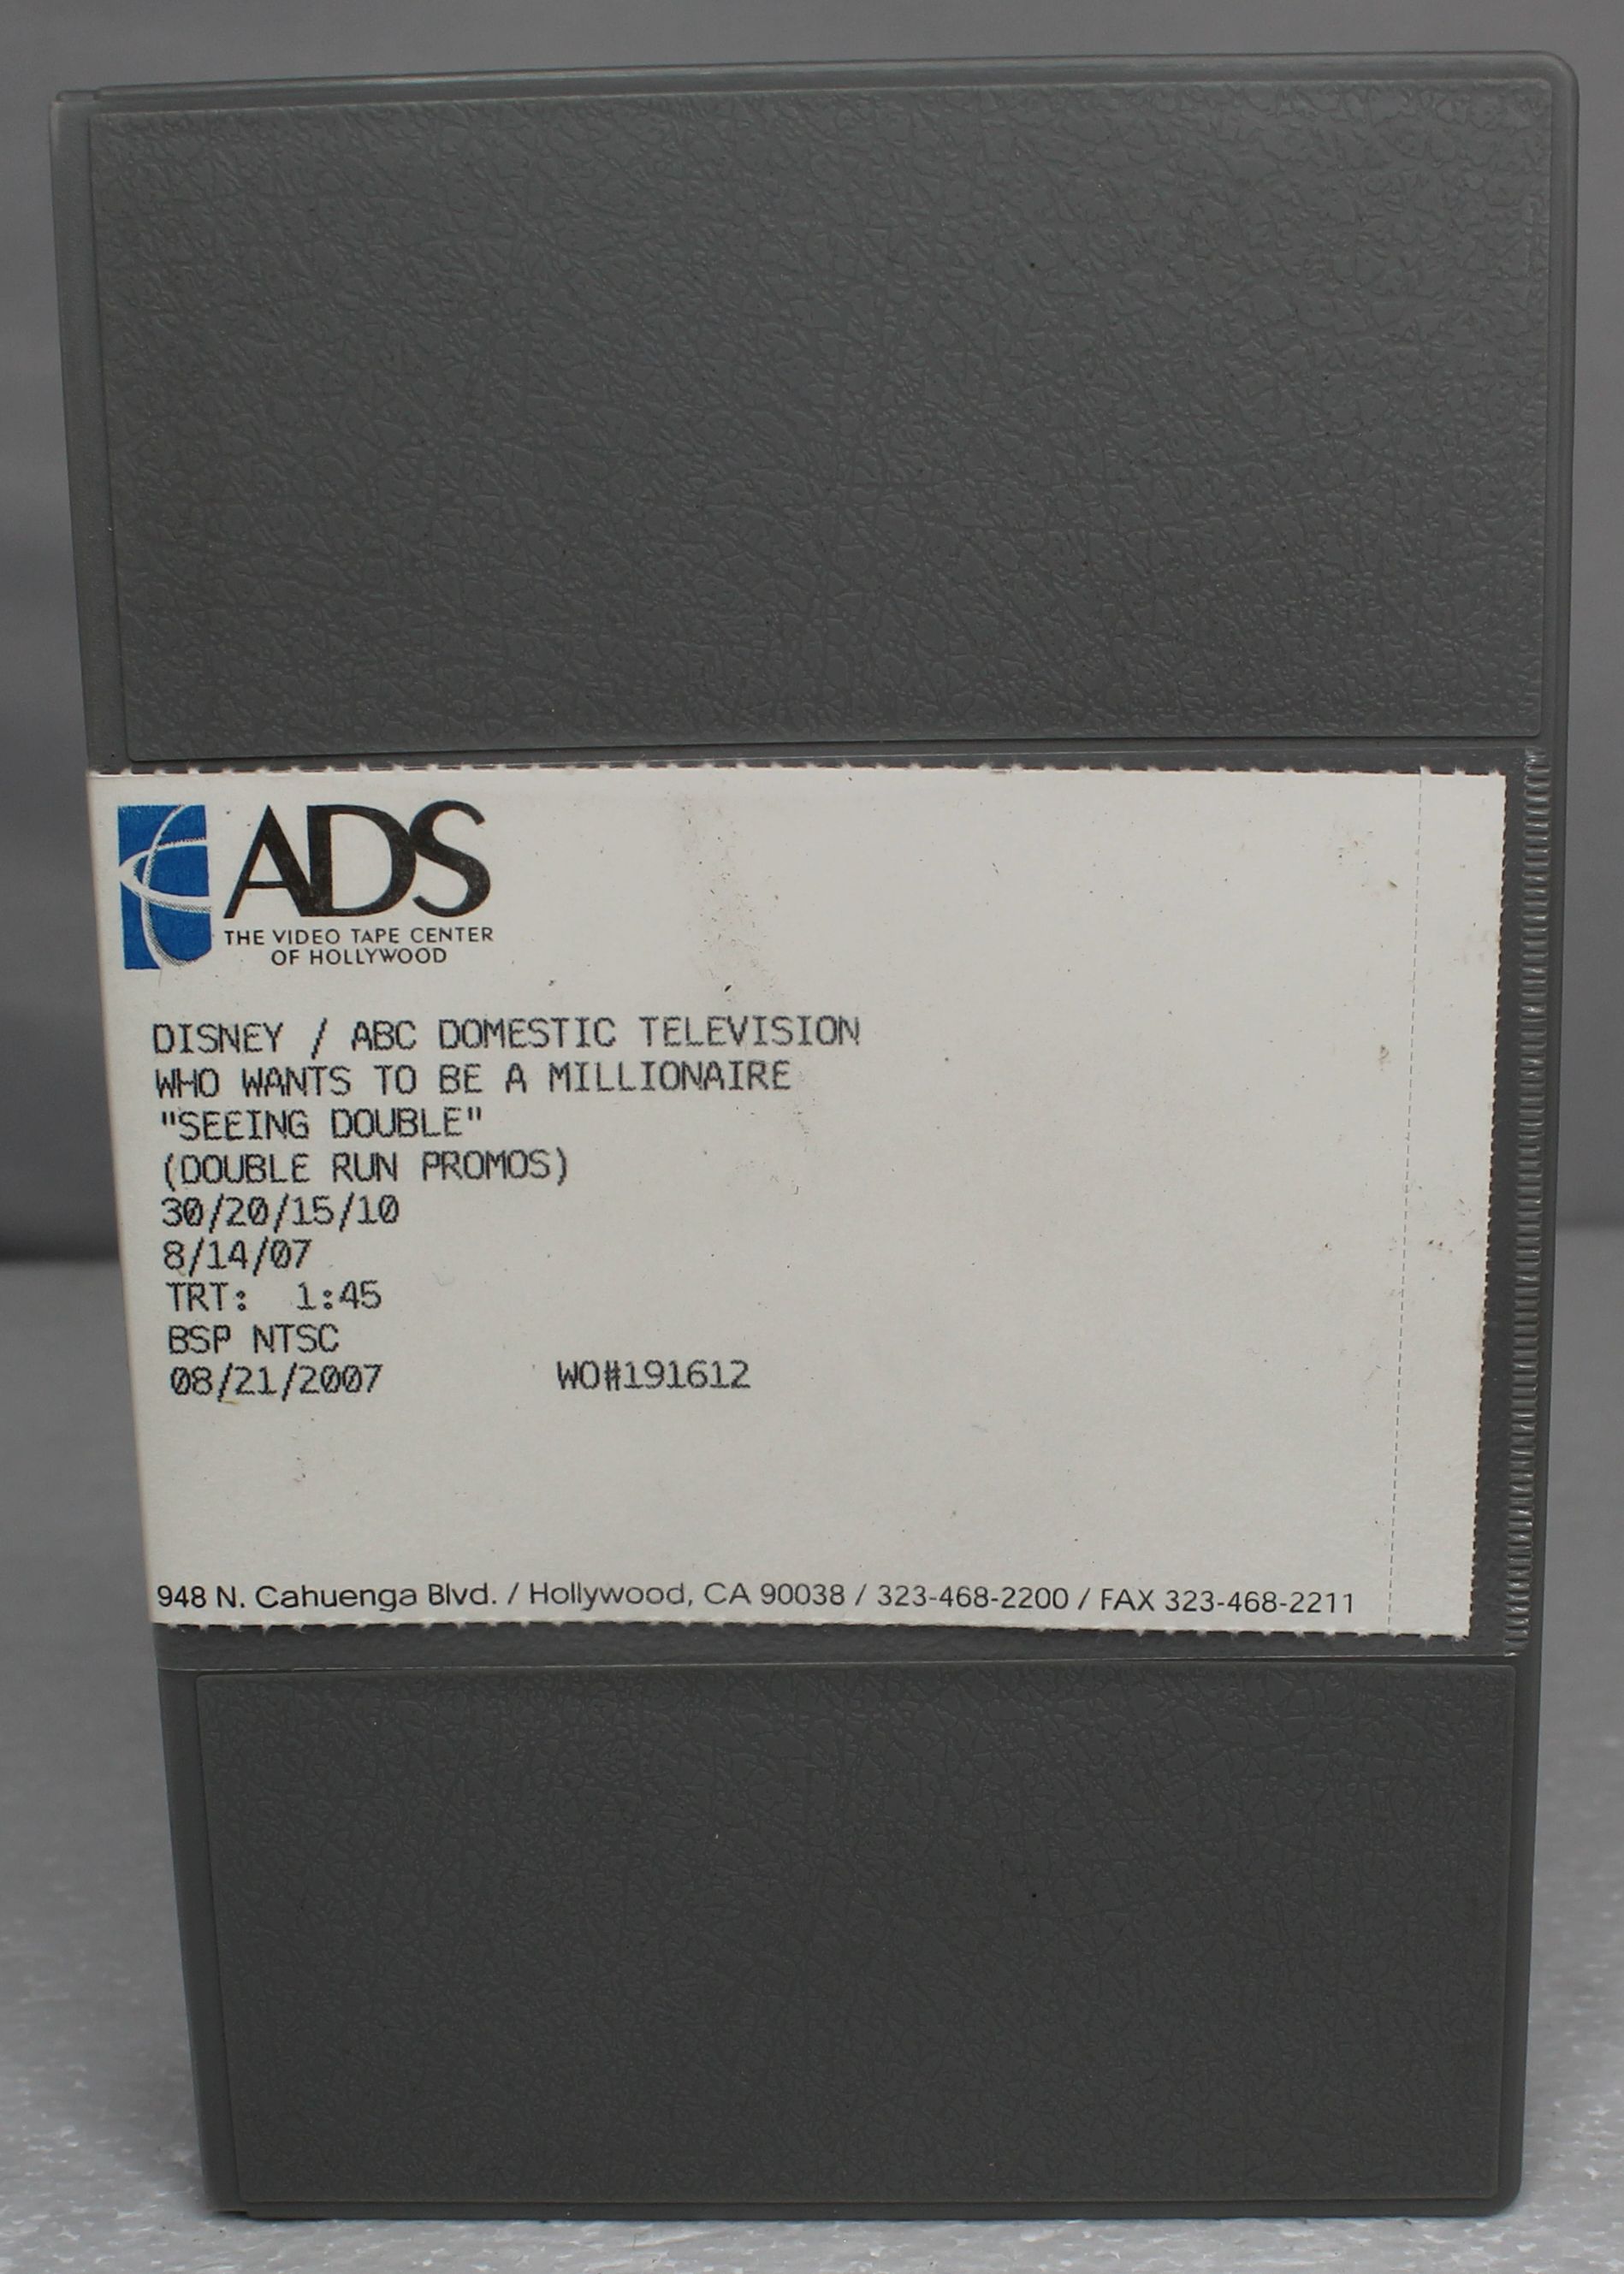 ADS
THE VIDEO TAPE CENTER
OF HOLLYWOOD
DISNEY / ABC DOMESTIC TELEVISION
WHO WANTS TO BE A MILLIONAIRE
"SEEING DOUBLE"
(DOUBLE RUN PROMOS)
30/20/15/10
8/14/07
TRT: 1:45
BSP NTSC
08/21/2007 WO#191612
948 N. Cahuenga Blvd. / Hollywood, CA 90038 / 323-468-2200 / FAX 323-468-2211